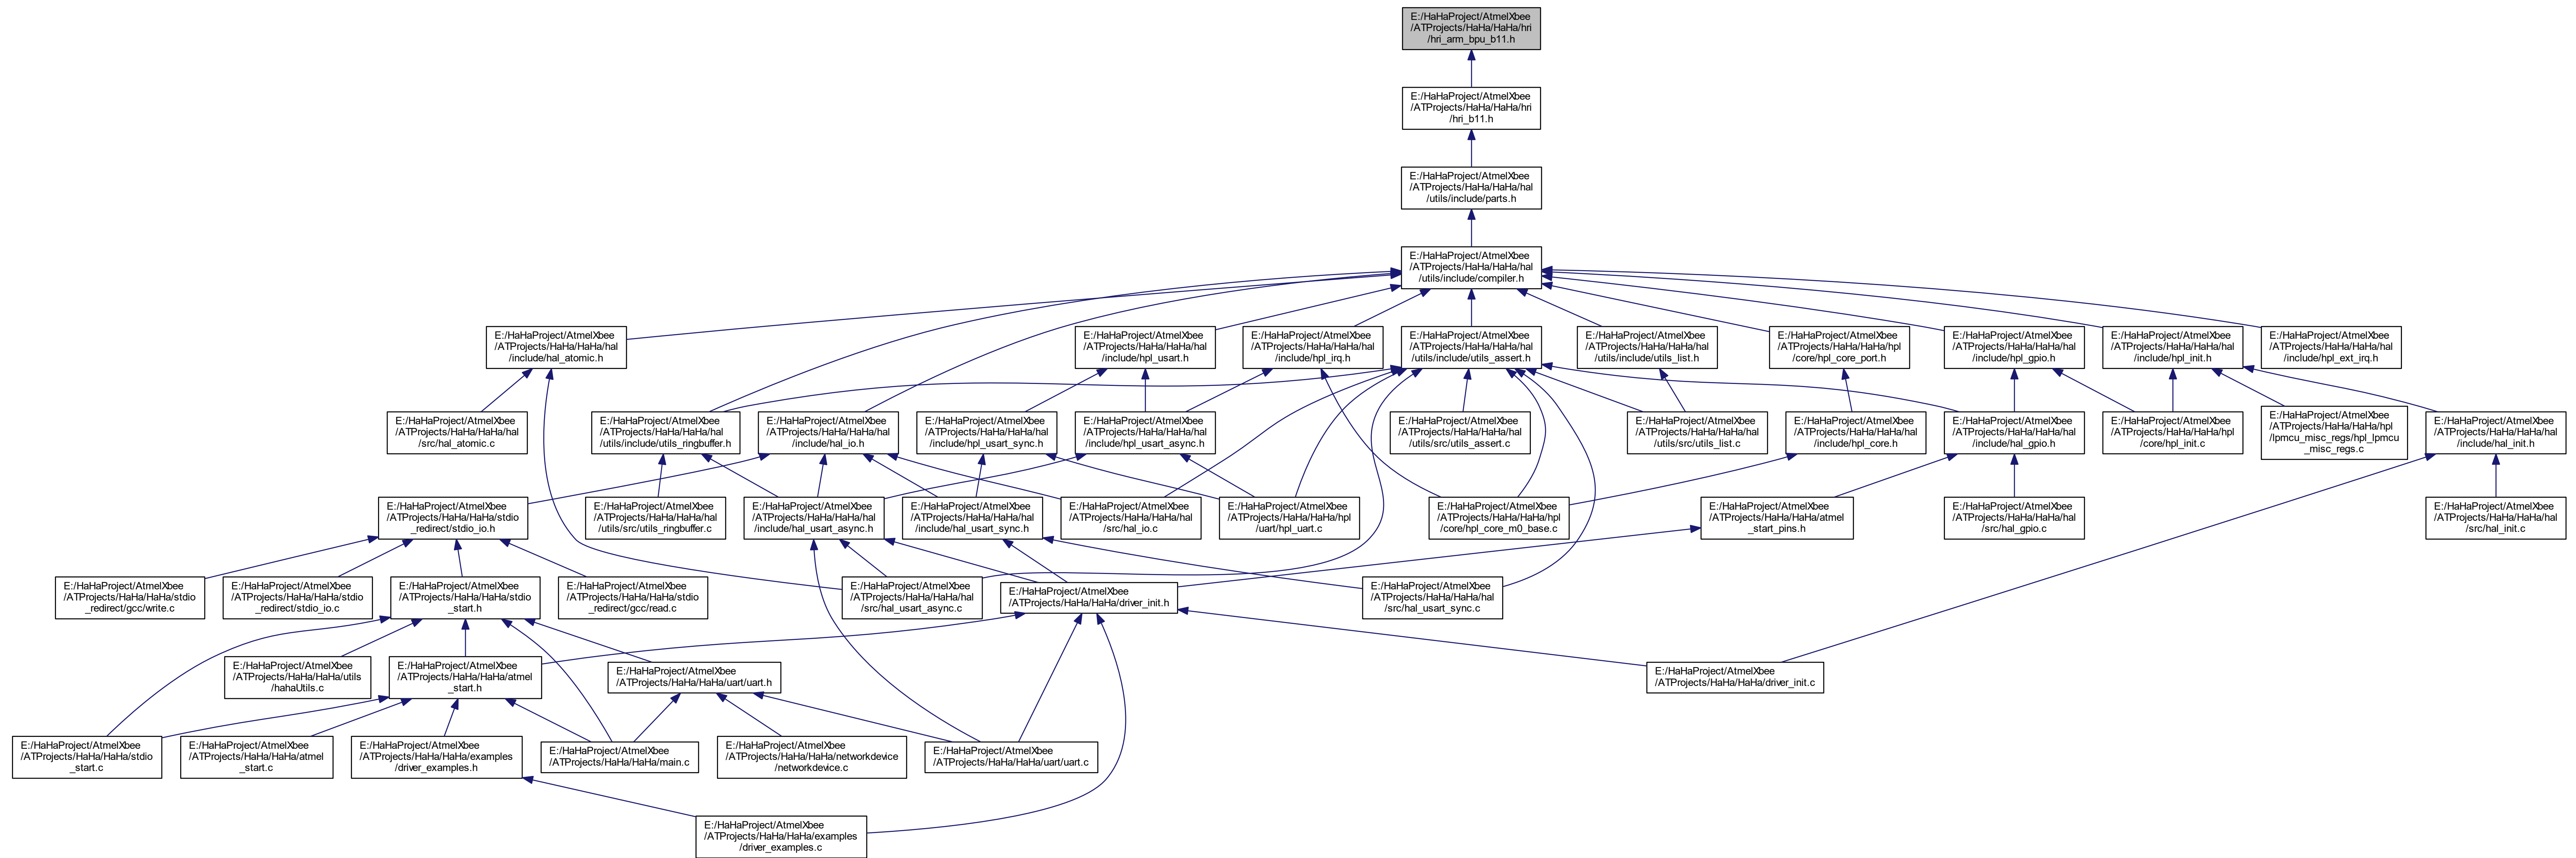 E:/HaHaProject/AtmelXbee
/ATProjects/HaHa/HaHa/hri
/hri_arm_bpu_b11.h
E:/HaHaProject/AtmelXbee
/ATProjects/HaHa/HaHa/hri
/hri_b11.h
E:/HaHaProject/AtmelXbee
/ATProjects/HaHa/HaHa/hal
/utils/include/parts.h
E:/HaHaProject/AtmelXbee
/ATProjects/HaHa/HaHa/hal
/utils/include/compiler.h
E:/HaHaProject/AtmelXbee
/ATProjects/HaHa/HaHa/hal
/include/hal_atomic.h
E:/HaHaProject/AtmelXbee
/ATProjects/HaHa/HaHa/hal
/include/hpl_usart.h
E:/HaHaProject/AtmelXbee
/ATProjects/HaHa/HaHa/hal
/include/hpl_irq.h
E:/HaHaProject/AtmelXbee
/ATProjects/HaHa/HaHa/hal
/utils/include/utils_assert.h
E:/HaHaProject/AtmelXbee
/ATProjects/HaHa/HaHa/hal
/utils/include/utils_list.h
E:/HaHaProject/AtmelXbee
/ATProjects/HaHa/HaHa/hpl
/core/hpl_core_port.h
E:/HaHaProject/AtmelXbee
/ATProjects/HaHa/HaHa/hal
/include/hpl_gpio.h
E:/HaHaProject/AtmelXbee
/ATProjects/HaHa/HaHa/hal
/include/hpl_init.h
E:/HaHaProject/AtmelXbee
/ATProjects/HaHa/HaHa/hal
/include/hpl_ext_irq.h
E:/HaHaProject/AtmelXbee
/ATProjects/HaHa/HaHa/hal
/src/hal_atomic.c
E:/HaHaProject/AtmelXbee
/ATProjects/HaHa/HaHa/hal
/utils/include/utils_ringbuffer.h
E:/HaHaProject/AtmelXbee
/ATProjects/HaHa/HaHa/hal
/include/hal_io.h
E:/HaHaProject/AtmelXbee
/ATProjects/HaHa/HaHa/hal
/include/hpl_usart_sync.h
E:/HaHaProject/AtmelXbee
/ATProjects/HaHa/HaHa/hal
/include/hpl_usart_async.h
E:/HaHaProject/AtmelXbee
/ATProjects/HaHa/HaHa/hal
/utils/src/utils_assert.c
E:/HaHaProject/AtmelXbee
/ATProjects/HaHa/HaHa/hal
/utils/src/utils_list.c
E:/HaHaProject/AtmelXbee
/ATProjects/HaHa/HaHa/hal
/include/hpl_core.h
E:/HaHaProject/AtmelXbee
/ATProjects/HaHa/HaHa/hal
/include/hal_gpio.h
E:/HaHaProject/AtmelXbee
/ATProjects/HaHa/HaHa/hpl
/core/hpl_init.c
E:/HaHaProject/AtmelXbee
/ATProjects/HaHa/HaHa/hpl
/lpmcu_misc_regs/hpl_lpmcu
_misc_regs.c
E:/HaHaProject/AtmelXbee
/ATProjects/HaHa/HaHa/hal
/include/hal_init.h
E:/HaHaProject/AtmelXbee
/ATProjects/HaHa/HaHa/stdio
_redirect/stdio_io.h
E:/HaHaProject/AtmelXbee
/ATProjects/HaHa/HaHa/hal
/utils/src/utils_ringbuffer.c
E:/HaHaProject/AtmelXbee
/ATProjects/HaHa/HaHa/hal
/include/hal_usart_async.h
E:/HaHaProject/AtmelXbee
/ATProjects/HaHa/HaHa/hal
/include/hal_usart_sync.h
E:/HaHaProject/AtmelXbee
/ATProjects/HaHa/HaHa/hal
/src/hal_io.c
E:/HaHaProject/AtmelXbee
/ATProjects/HaHa/HaHa/hpl
/uart/hpl_uart.c
E:/HaHaProject/AtmelXbee
/ATProjects/HaHa/HaHa/hpl
/core/hpl_core_m0_base.c
E:/HaHaProject/AtmelXbee
/ATProjects/HaHa/HaHa/atmel
_start_pins.h
E:/HaHaProject/AtmelXbee
/ATProjects/HaHa/HaHa/hal
/src/hal_gpio.c
E:/HaHaProject/AtmelXbee
/ATProjects/HaHa/HaHa/hal
/src/hal_init.c
E:/HaHaProject/AtmelXbee
/ATProjects/HaHa/HaHa/stdio
_redirect/gcc/write.c
E:/HaHaProject/AtmelXbee
/ATProjects/HaHa/HaHa/stdio
_redirect/stdio_io.c
E:/HaHaProject/AtmelXbee
/ATProjects/HaHa/HaHa/stdio
_start.h
E:/HaHaProject/AtmelXbee
/ATProjects/HaHa/HaHa/stdio
_redirect/gcc/read.c
E:/HaHaProject/AtmelXbee
/ATProjects/HaHa/HaHa/hal
/src/hal_usart_async.c
E:/HaHaProject/AtmelXbee
/ATProjects/HaHa/HaHa/driver_init.h
E:/HaHaProject/AtmelXbee
/ATProjects/HaHa/HaHa/hal
/src/hal_usart_sync.c
E:/HaHaProject/AtmelXbee
/ATProjects/HaHa/HaHa/utils
/hahaUtils.c
E:/HaHaProject/AtmelXbee
/ATProjects/HaHa/HaHa/atmel
_start.h
E:/HaHaProject/AtmelXbee
/ATProjects/HaHa/HaHa/uart/uart.h
E:/HaHaProject/AtmelXbee
/ATProjects/HaHa/HaHa/driver_init.c
E:/HaHaProject/AtmelXbee
/ATProjects/HaHa/HaHa/stdio
_start.c
E:/HaHaProject/AtmelXbee
/ATProjects/HaHa/HaHa/atmel
_start.c
E:/HaHaProject/AtmelXbee
/ATProjects/HaHa/HaHa/examples
/driver_examples.h
E:/HaHaProject/AtmelXbee
/ATProjects/HaHa/HaHa/main.c
E:/HaHaProject/AtmelXbee
/ATProjects/HaHa/HaHa/networkdevice
/networkdevice.c
E:/HaHaProject/AtmelXbee
/ATProjects/HaHa/HaHa/uart/uart.c
E:/HaHaProject/AtmelXbee
/ATProjects/HaHa/HaHa/examples
/driver_examples.c